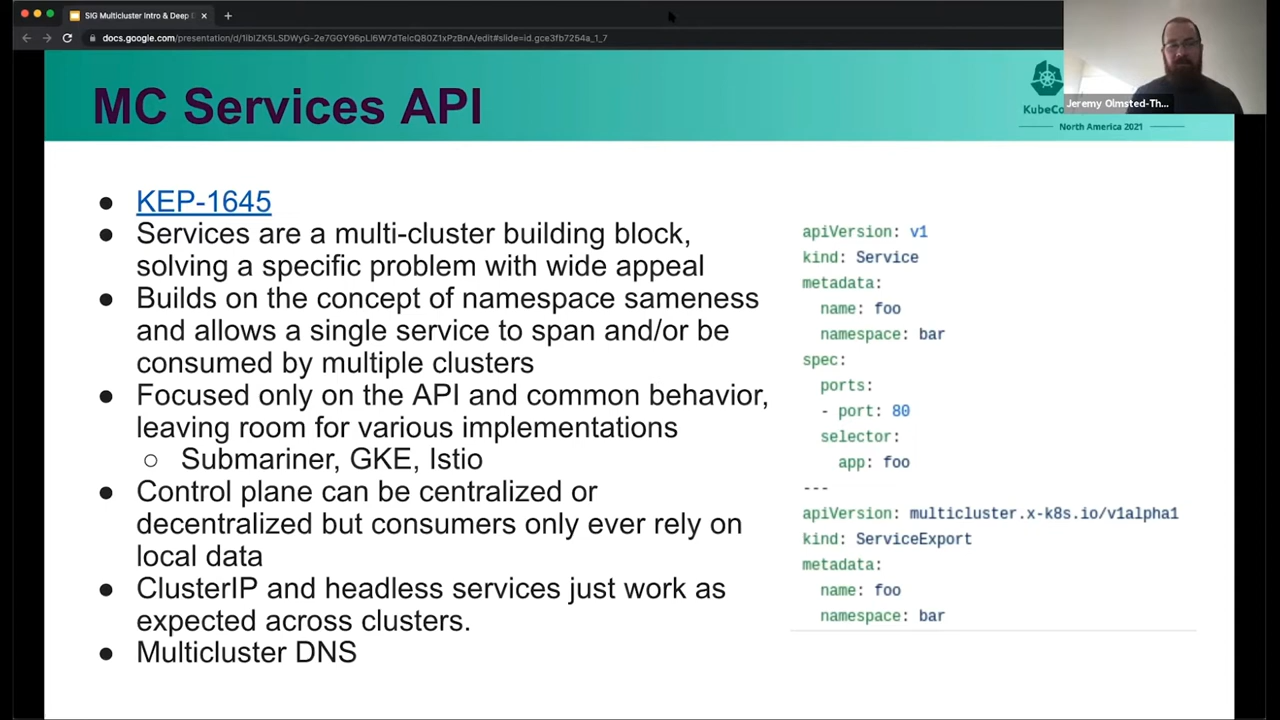 SIG Multicluster Intro & Deep D
docs.google.com/presentation/d/1ibIZK5LSDWyG-2e7GGY96pLi6W7dTeIcQ80Z1xPzBnA/edit#slide=id.gce3fb7254a_1_7
MC Services API
KubeCo
North America 2021
Jeremy Olmsted-Th...
● KEP-1645
● Services are a multi-cluster building block,
solving a specific problem with wide appeal
● Builds on the concept of namespace sameness
and allows a single service to span and/or be
consumed by multiple clusters
● Focused only on the API and common behavior,
leaving room for various implementations
○ Submariner, GKE, Istio
● Control plane can be centralized or
decentralized but consumers only ever rely on
local data
● ClusterIP and headless services just work as
expected across clusters.
● Multicluster DNS
apiVersion: v1
kind: Service
metadata:
  name: foo
  namespace: bar
spec:
  ports:
  - port: 80
  selector:
    app: foo
---
apiVersion: multicluster.x-k8s.io/v1alpha1
kind: ServiceExport
metadata:
  name: foo
  namespace: bar